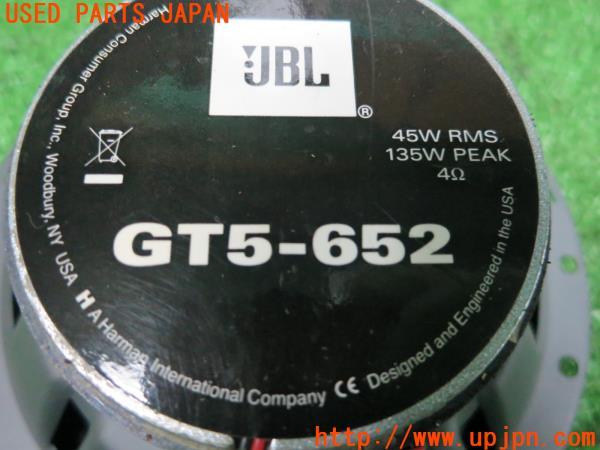 USED PARTS JAPAN
Harman Consumer Group, Inc., Woodbury, NY USA
JBL
®
45W RMS
135W PEAK
4Ω
GT5-652
H A Harman International Company
CE Designed and Engineered in the USA
UPJ www.upjpn.com